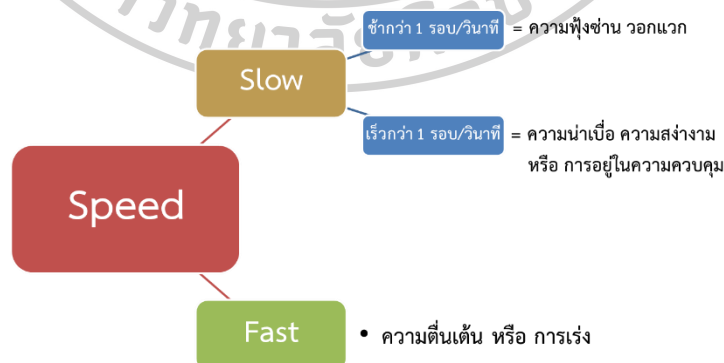 ช้ากว่า 1 รอบ/วินาที = ความฟุ้งซ่าน วอกแวก
Slow
เร็วกว่า 1 รอบ/วินาที = ความน่าเบื่อ ความสง่างาม
หรือ การอยู่ในความควบคุม
Speed
Fast
• ความตื่นเต้น หรือ การเร่ง